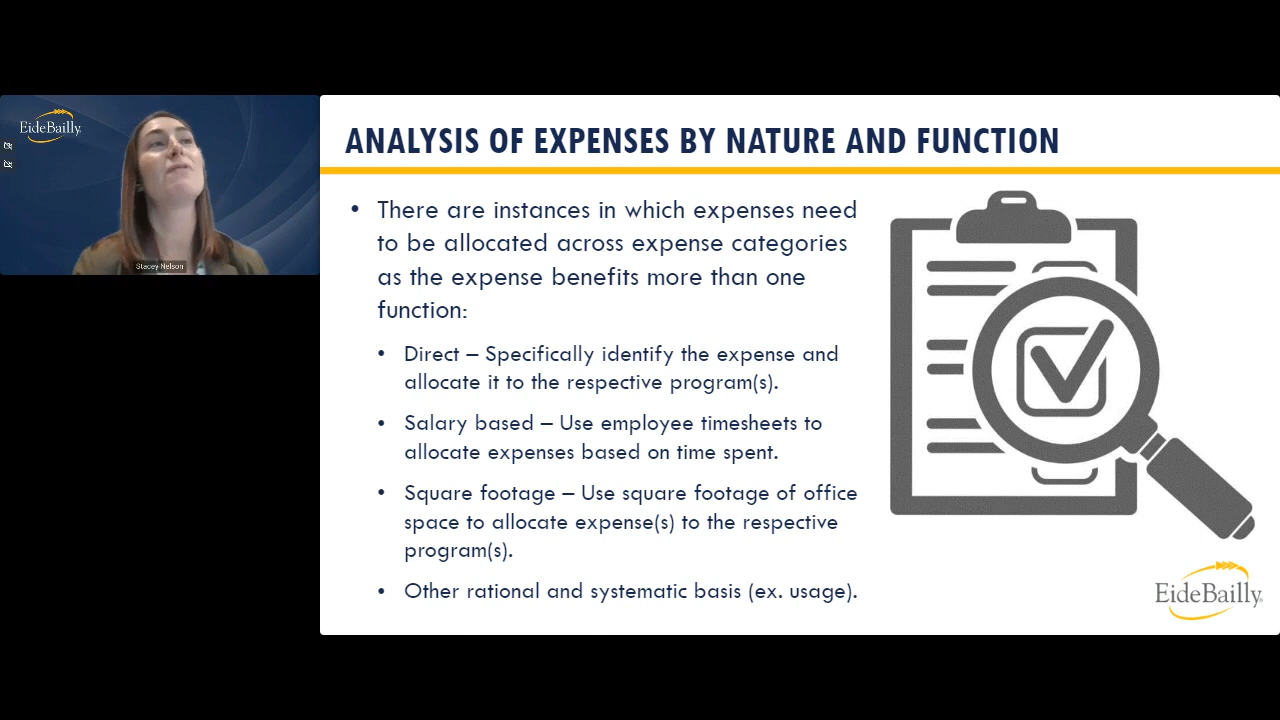 EideBailly
Stacey Nelson
ANALYSIS OF EXPENSES BY NATURE AND FUNCTION
• There are instances in which expenses need
to be allocated across expense categories
as the expense benefits more than one
function:
• Direct – Specifically identify the expense and
allocate it to the respective program(s).
• Salary based – Use employee timesheets to
allocate expenses based on time spent.
• Square footage – Use square footage of office
space to allocate expense(s) to the respective
program(s).
• Other rational and systematic basis (ex. usage).
EideBailly®